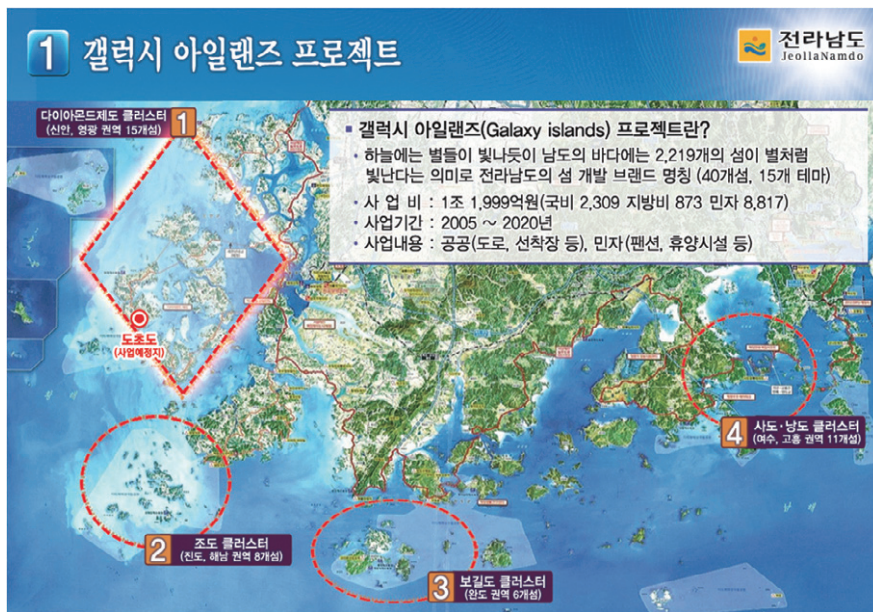 1 갤럭시 아일랜즈 프로젝트
전라남도
JeollaNamdo
다이아몬드제도 클러스터
(신안, 영광 권역 15개섬)
1
▪ 갤럭시 아일랜즈(Galaxy islands) 프로젝트란?
• 하늘에는 별들이 빛나듯이 남도의 바다에는 2,219개의 섬이 별처럼
빛난다는 의미로 전라남도의 섬 개발 브랜드 명칭 (40개섬, 15개 테마)
• 사 업 비 : 1조 1,999억원(국비 2,309 지방비 873 민자 8,817)
• 사업기간 : 2005 ~ 2020년
• 사업내용 : 공공(도로, 선착장 등), 민자(팬션, 휴양시설 등)
도초도
(사업예정지)
4 사도·낭도 클러스터
(여수, 고흥 권역 11개섬)
2 조도 클러스터
(진도, 해남 권역 8개섬)
3 보길도 클러스터
(완도 권역 6개섬)